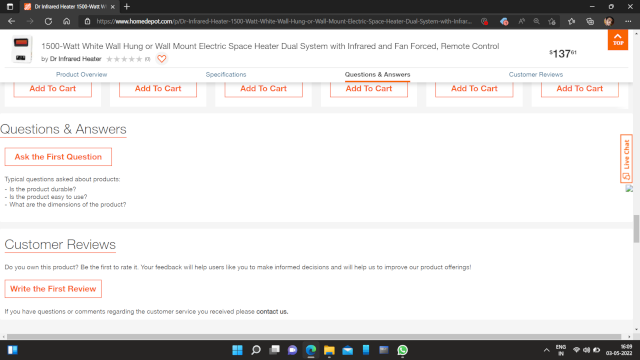 Dr Infrared Heater 1500-Watt W
https://www.homedepot.com/p/Dr-Infrared-Heater-1500-Watt-White-Wall-Hung-or-Wall-Mount-Electric-Space-Heater-Dual-System-with-Infrar...
1500-Watt White Wall Hung or Wall Mount Electric Space Heater Dual System with Infrared and Fan Forced, Remote Control
by Dr Infrared Heater (0)
$137 61
TOP
Product Overview Specifications Questions & Answers Customer Reviews
Add To Cart Add To Cart Add To Cart Add To Cart Add To Cart Add To Cart
Questions & Answers
Ask the First Question
Live Chat
Typical questions asked about products:
- Is the product durable?
- Is the product easy to use?
- What are the dimensions of the product?
Customer Reviews
Do you own this product? Be the first to rate it. Your feedback will help users like you to make informed decisions and will help us to improve our product offerings!
Write the First Review
If you have questions or comments regarding the customer service you received please contact us.
ENG 16:09
IN 03-05-2022